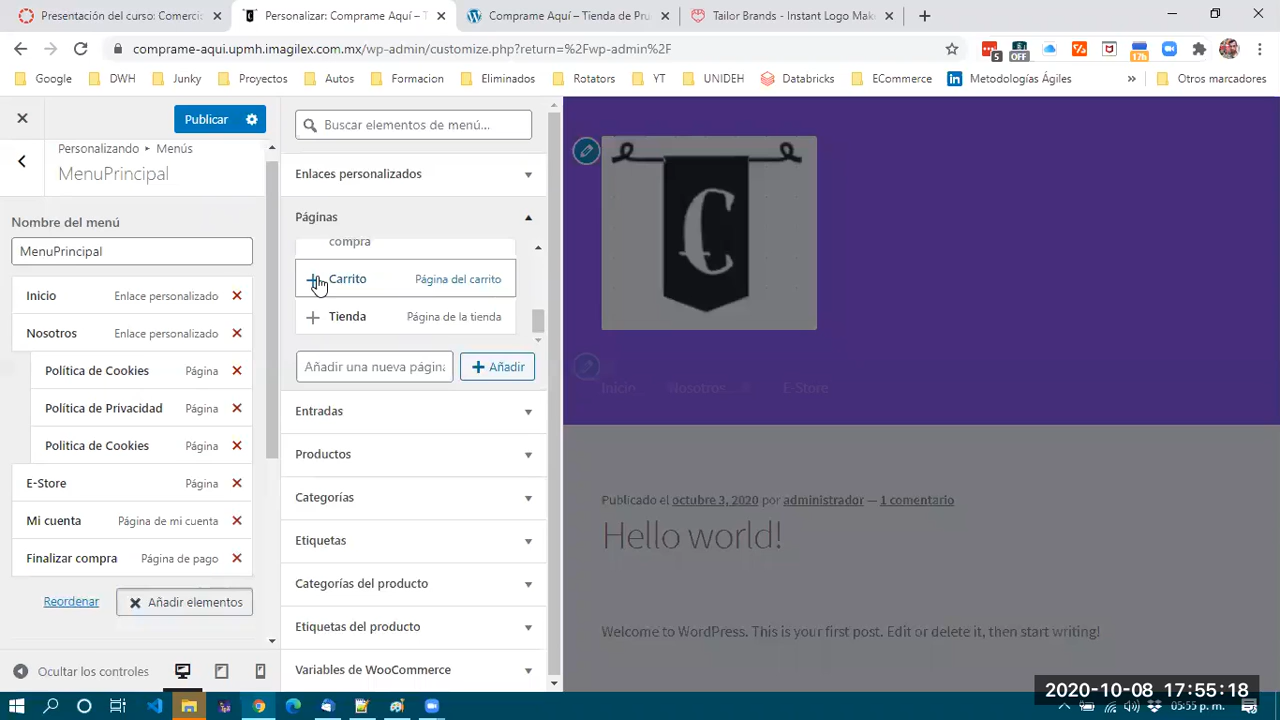 Presentación del curso: Comerci
Personalizar: Comprame Aquí – T
Comprame Aquí – Tienda de Pru
Tailor Brands - Instant Logo Mak
comprame-aqui.upmh.imagilex.com.mx/wp-admin/customize.php?return=%2Fwp-admin%2F
5
OFF
17h
Google
DWH
Junky
Proyectos
Autos
Formacion
Eliminados
Rotators
YT
UNIDEH
Databricks
ECommerce
Metodologías Ágiles
»
Otros marcadores
Publicar
Personalizando ▸ Menús
MenuPrincipal
Nombre del menú
MenuPrincipal
Inicio Enlace personalizado
Nosotros Enlace personalizado
Política de Cookies Página
Política de Privacidad Página
Politica de Cookies Página
E-Store Página
Mi cuenta Página de mi cuenta
Finalizar compra Página de pago
Reordenar
Añadir elementos
Ocultar los controles
Buscar elementos de menú...
Enlaces personalizados
Páginas
compra
Carrito Página del carrito
Tienda Página de la tienda
Añadir una nueva página
+ Añadir
Entradas
Productos
Categorías
Etiquetas
Categorías del producto
Etiquetas del producto
Variables de WooCommerce
C
Inicio
Nosotros
E-Store
Publicado el octubre 3, 2020 por administrador — 1 comentario
Hello world!
Welcome to WordPress. This is your first post. Edit or delete it, then start writing!
2020-10-08 17:55:18
05:55 p. m.